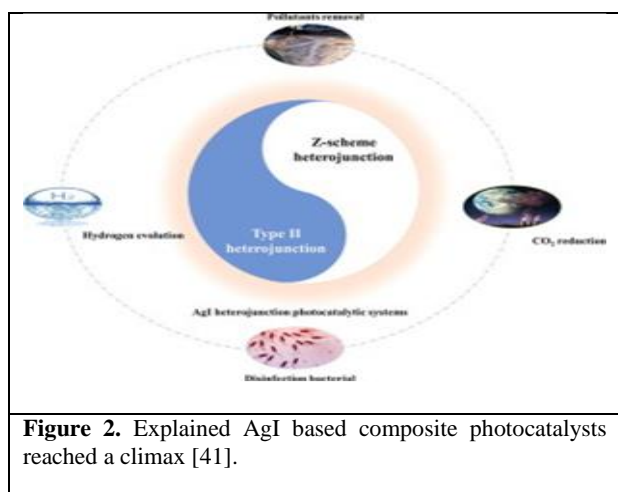 Pollutants removal
Z-scheme
heterojunction
H₂
Hydrogen evolution
Type II
heterojunction
CO₂ reduction
AgI heterojunction photocatalytic systems
Disinfection bacterial
Figure 2. Explained AgI based composite photocatalysts
reached a climax [41].